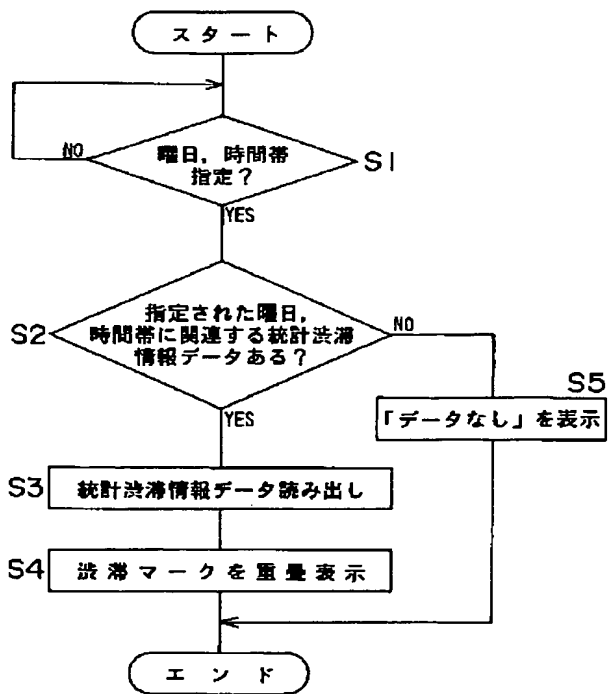 スタート
NO
曜日,時間帯
指定?
S1
YES
S2
指定された曜日,
時間帯に関連する統計渋滞
情報データある?
NO
YES
S5
「データなし」を表示
S3
統計渋滞情報データ読み出し
S4
渋滞マークを重畳表示
エンド